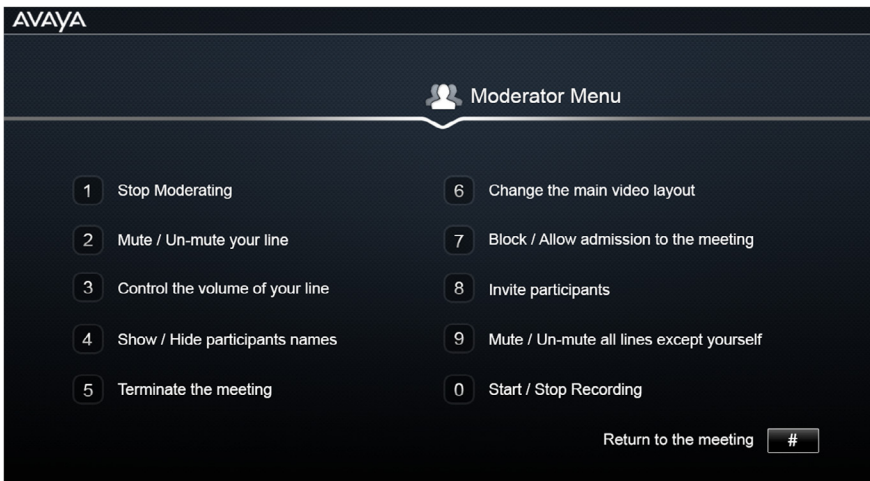 AVAYA
Moderator Menu
1 Stop Moderating
2 Mute / Un-mute your line
3 Control the volume of your line
4 Show / Hide participants names
5 Terminate the meeting
6 Change the main video layout
7 Block / Allow admission to the meeting
8 Invite participants
9 Mute / Un-mute all lines except yourself
0 Start / Stop Recording
Return to the meeting #